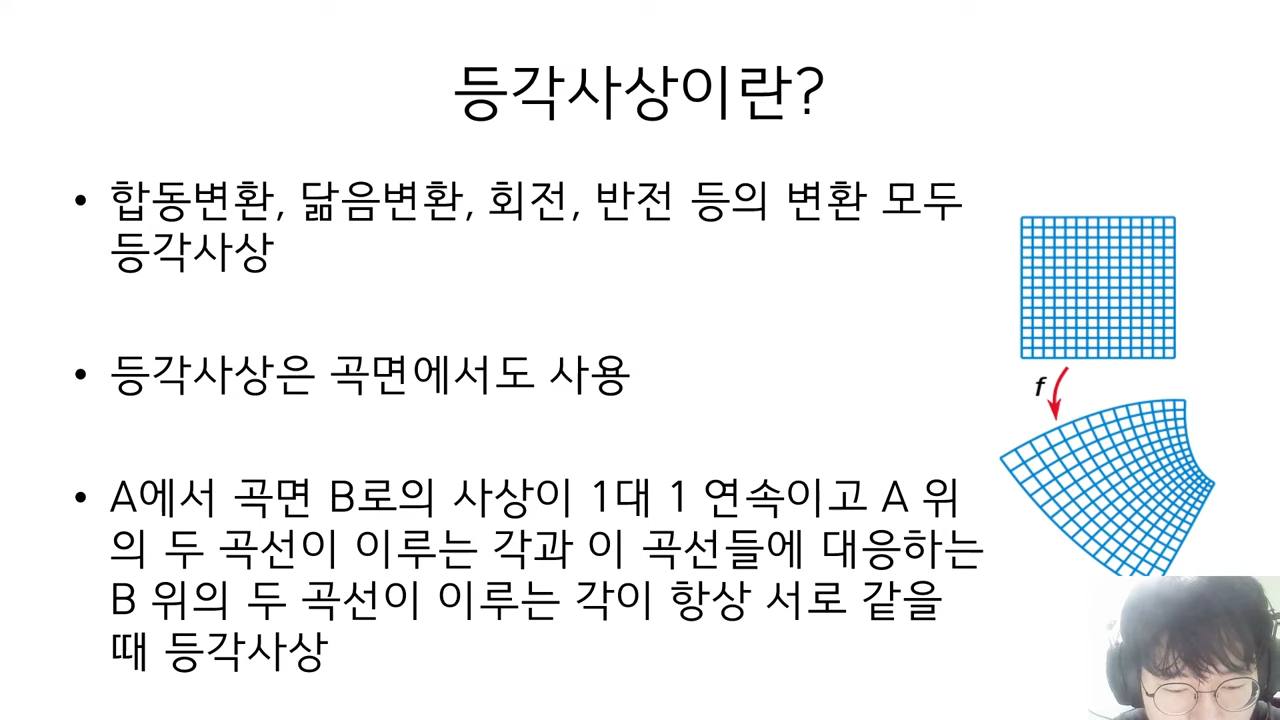 등각사상이란?
• 합동변환, 닮음변환, 회전, 반전 등의 변환 모두
등각사상
• 등각사상은 곡면에서도 사용
• A에서 곡면 B로의 사상이 1대 1 연속이고 A 위
의 두 곡선이 이루는 각과 이 곡선들에 대응하는
B 위의 두 곡선이 이루는 각이 항상 서로 같을
때 등각사상
f